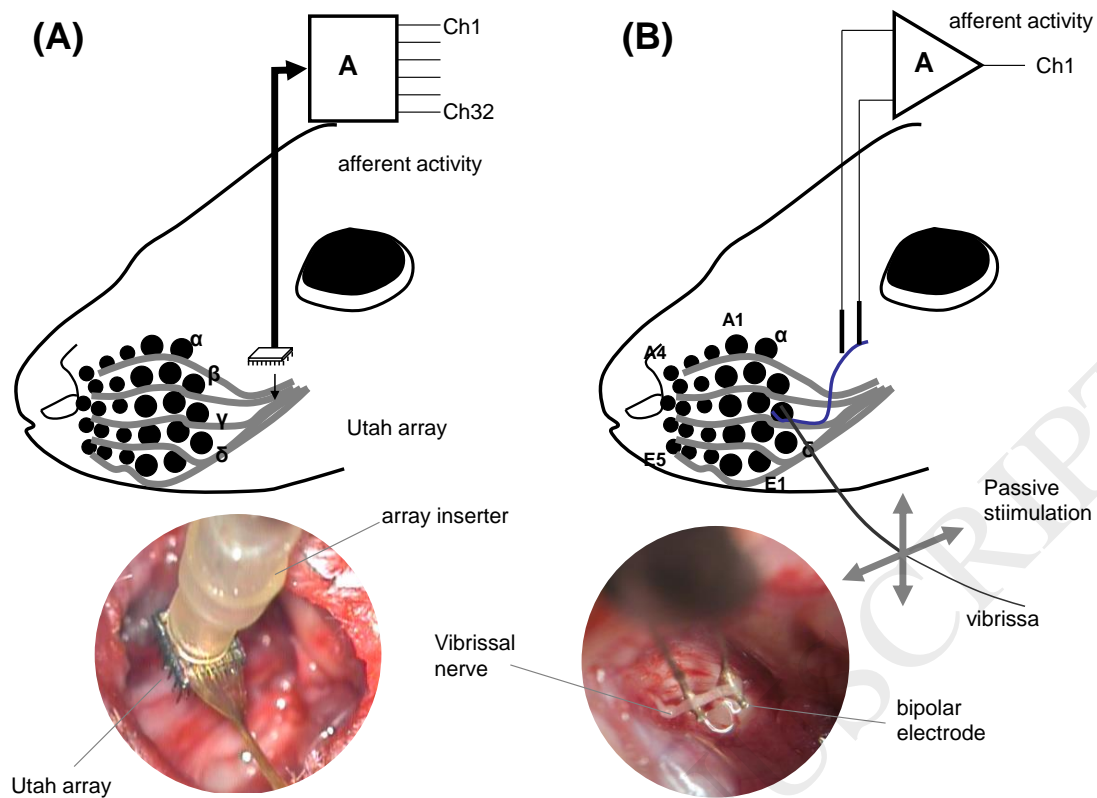 (A)
A
Ch1
Ch32
afferent activity
α
β
γ
δ
Utah array
array inserter
Utah array
(B)
afferent activity
A
Ch1
A1
α
A4
δ
E5
E1
Passive
stiimulation
vibrissa
Vibrissal
nerve
bipolar
electrode
SCRIPT